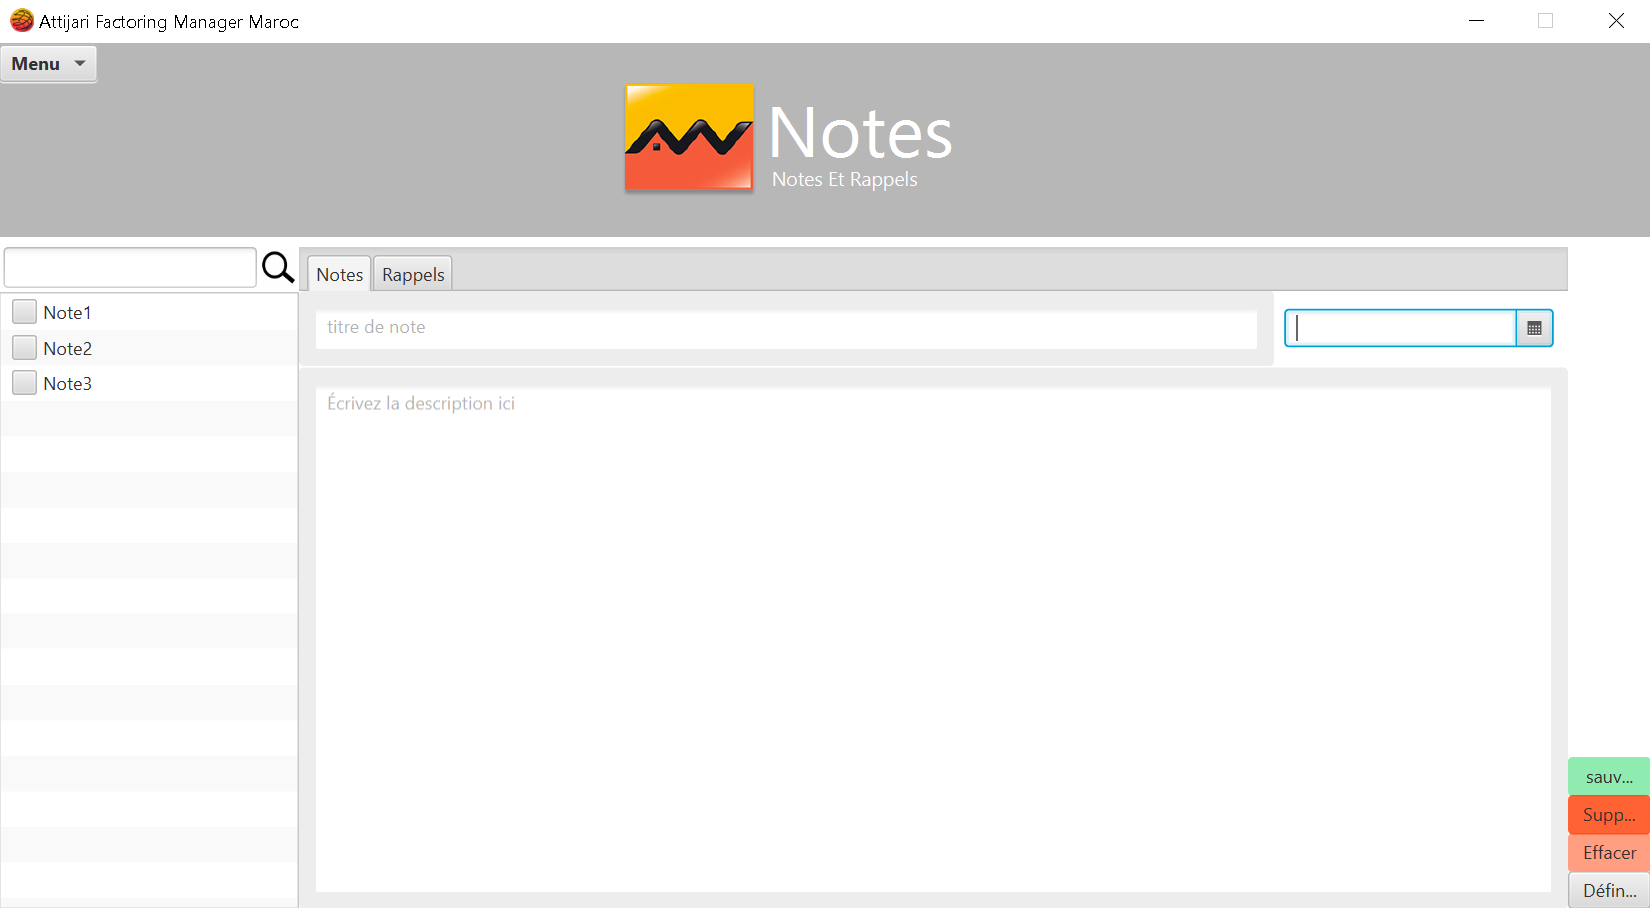 Attijari Factoring Manager Maroc
Menu
Notes
Notes Et Rappels
Notes Rappels
Note1
Note2
Note3
titre de note
Écrivez la description ici
sauv...
Supp...
Effacer
Défin...